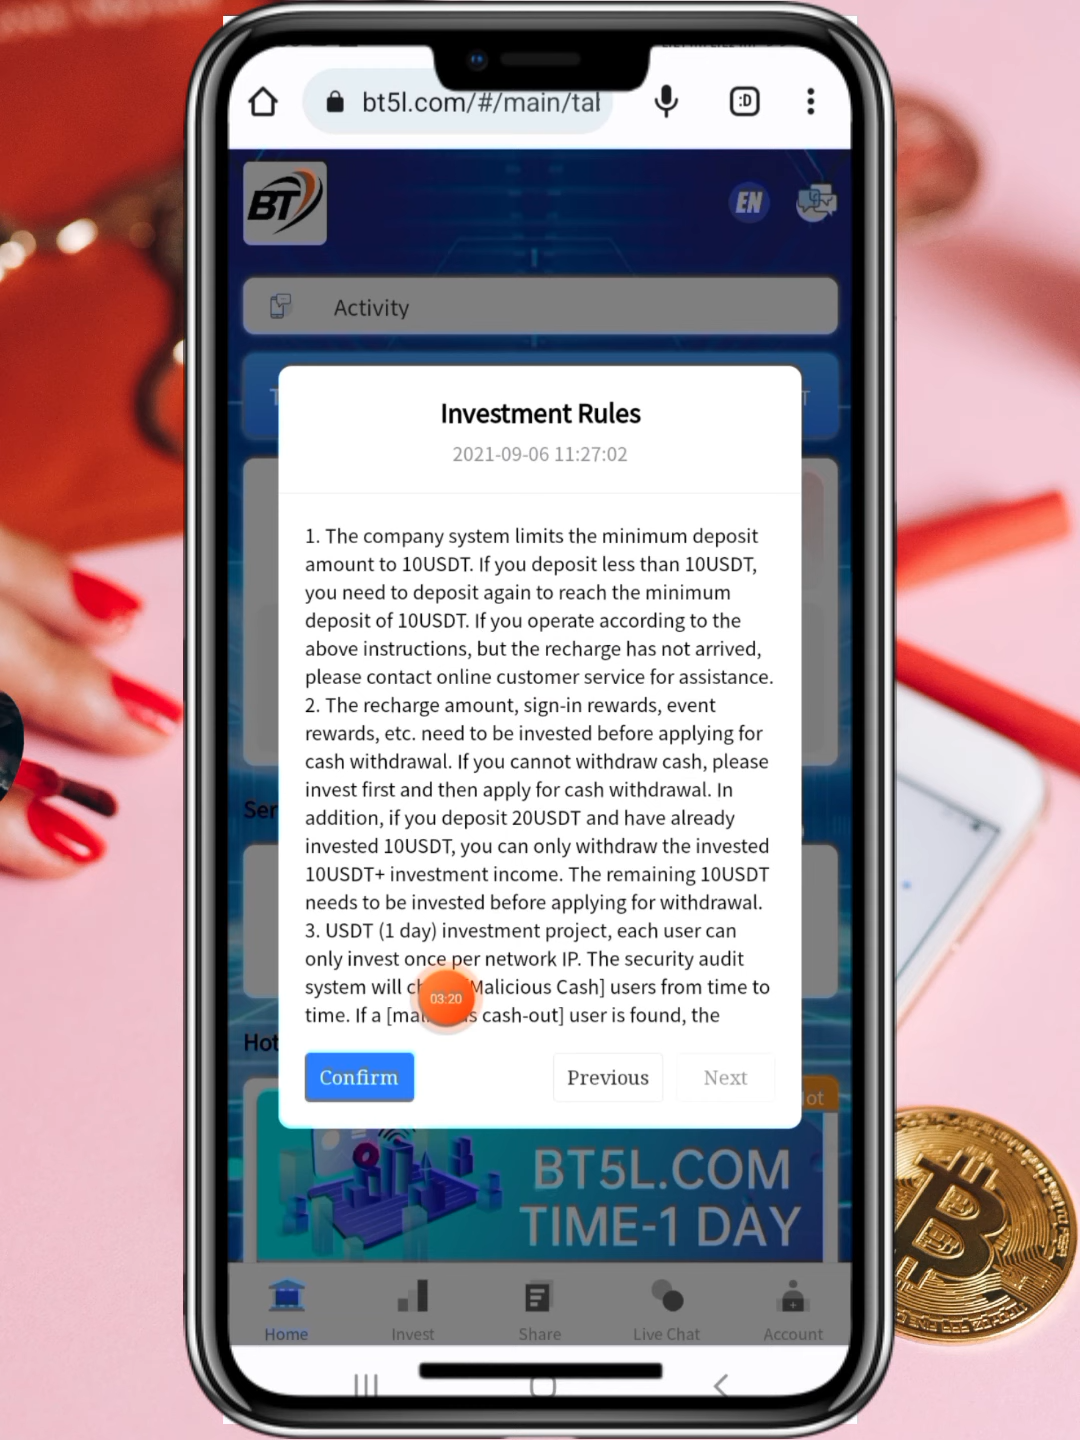 bt5l.com/#/main/tal
:D
BT
EN
Activity
T
T
Investment Rules
2021-09-06 11:27:02
1. The company system limits the minimum deposit
amount to 10USDT. If you deposit less than 10USDT,
you need to deposit again to reach the minimum
deposit of 10USDT. If you operate according to the
above instructions, but the recharge has not arrived,
please contact online customer service for assistance.
2. The recharge amount, sign-in rewards, event
rewards, etc. need to be invested before applying for
cash withdrawal. If you cannot withdraw cash, please
invest first and then apply for cash withdrawal. In
addition, if you deposit 20USDT and have already
invested 10USDT, you can only withdraw the invested
10USDT+ investment income. The remaining 10USDT
needs to be invested before applying for withdrawal.
3. USDT (1 day) investment project, each user can
only invest once per network IP. The security audit
system will Malicious Cash] users from time to
03:20
time. If a cash-out] user is found, the
Ser
Hot
Confirm
Previous
Next
ot
BT5L.COM
TIME-1 DAY
Home
Invest
Share
Live Chat
Account